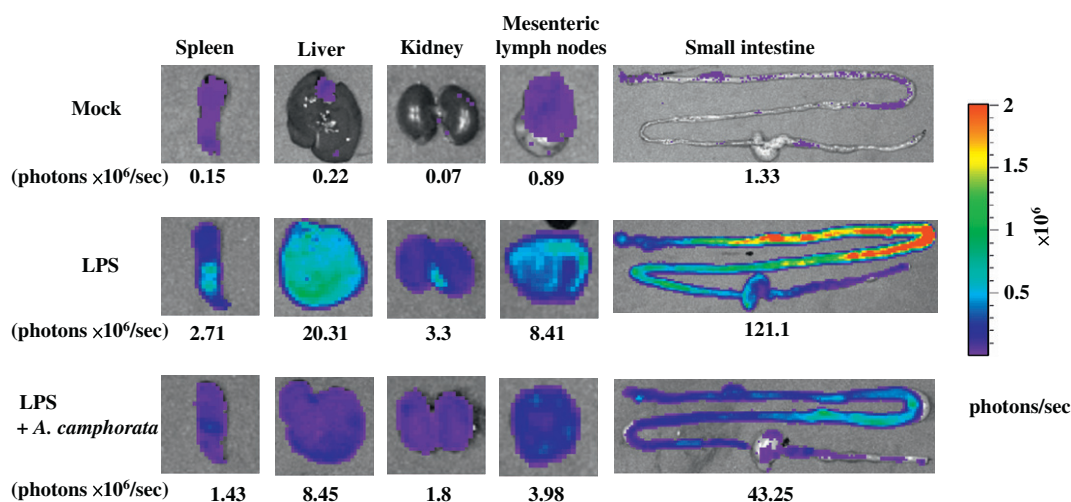 Spleen Liver Kidney Mesenteric lymph nodes Small intestine
Mock
(photons ×10⁶/sec) 0.15 0.22 0.07 0.89 1.33
LPS
(photons ×10⁶/sec) 2.71 20.31 3.3 8.41 121.1
LPS
+ A. camphorata
(photons ×10⁶/sec) 1.43 8.45 1.8 3.98 43.25
2
1.5
1
0.5
×10⁶
photons/sec